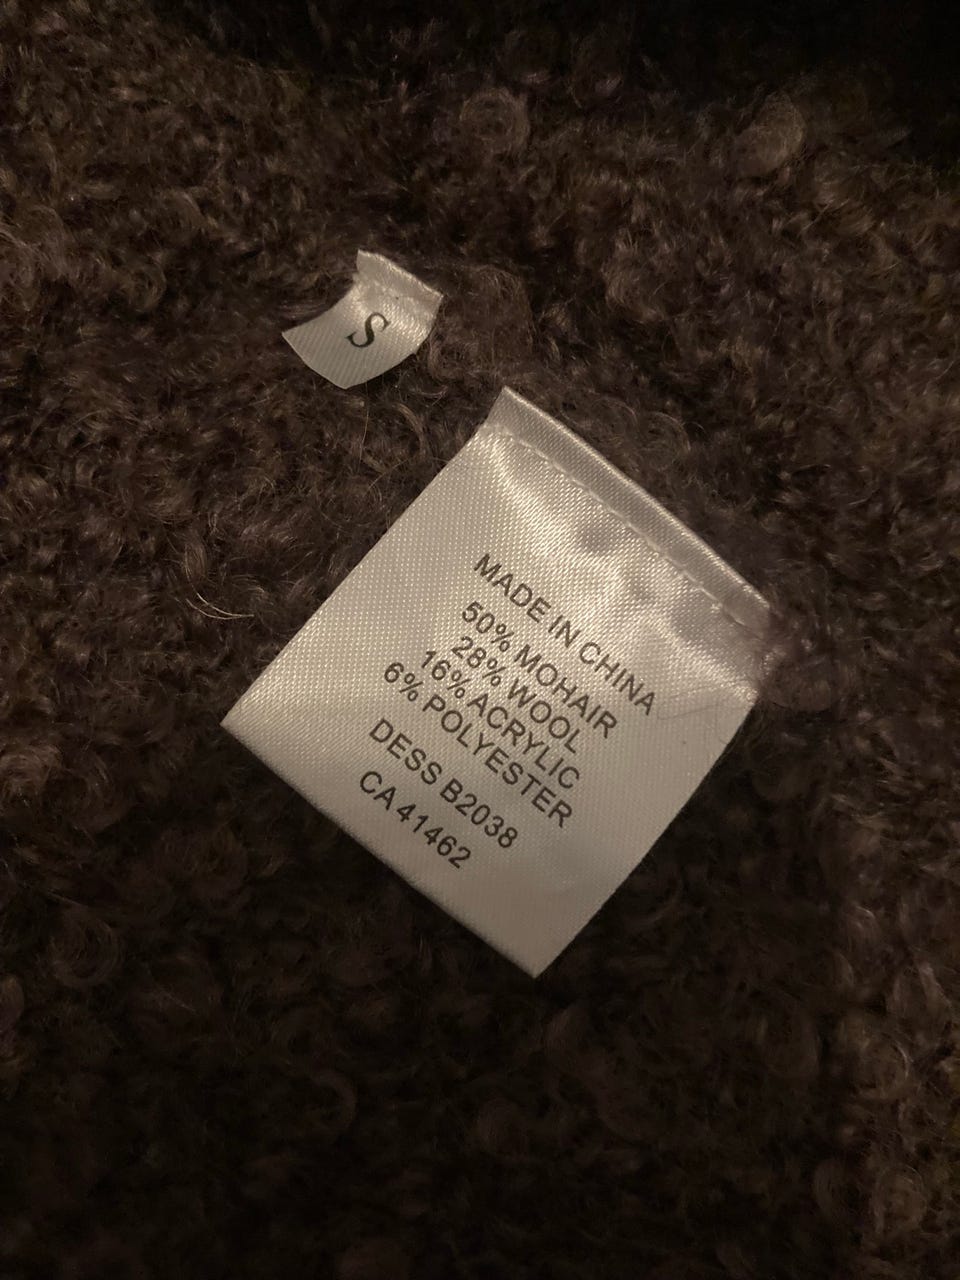 S
MADE IN CHINA
50% MOHAIR
28% WOOL
16% ACRYLIC
6% POLYESTER
DESS B2038
CA 41462